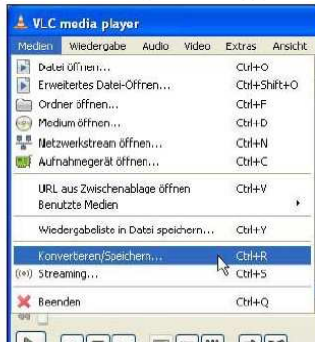 VLC media player
Medien Wiedergabe Audio Video Extras Ansicht
Datei öffnen... Ctrl+O
Erweitertes Datei-Öffnen... Ctrl+Shift+O
Ordner öffnen... Ctrl+F
Medium öffnen... Ctrl+D
Netzwerkstream öffnen... Ctrl+N
Aufnahmegerät öffnen... Ctrl+C
URL aus Zwischenablage öffnen Ctrl+V
Benutzte Medien
Wiedergabeliste in Datei speichern... Ctrl+Y
Konvertieren/Speichern... Ctrl+R
Streaming... Ctrl+S
Beenden Ctrl+Q